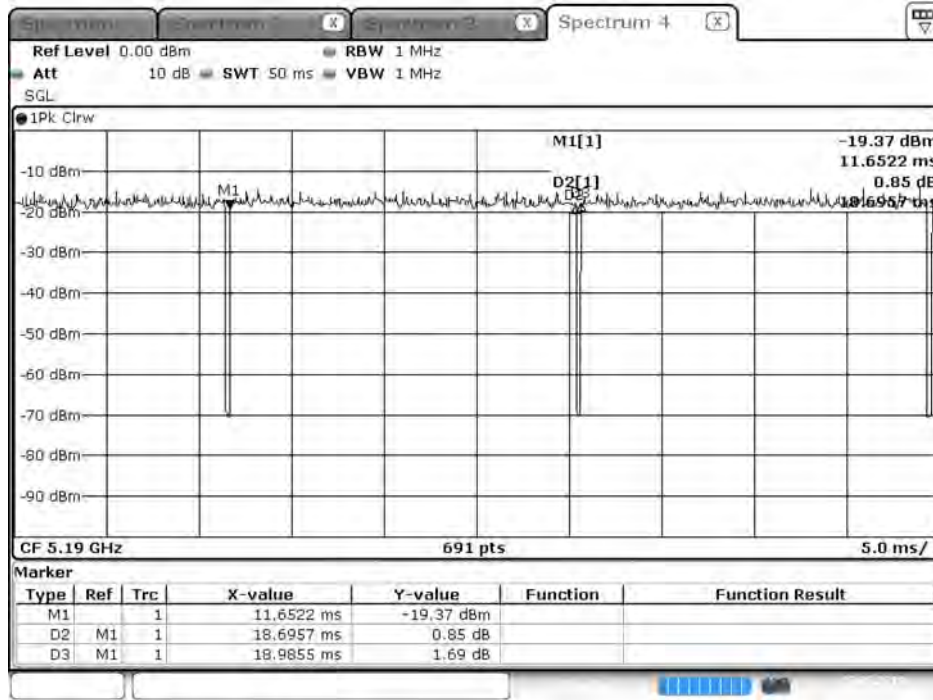 Spectrum 4
Ref Level 0.00 dBm RBW 1 MHz
Att 10 dB SWT 50 ms VBW 1 MHz
SGL
1Pk Clrw
M1[1] -19.37 dBm
11.6522 ms
-10 dBm
D2[1] 0.85 dB
18.6957 ms
M1
-20 dBm
-30 dBm
-40 dBm
-50 dBm
-60 dBm
-70 dBm
-80 dBm
-90 dBm
CF 5.19 GHz 691 pts 5.0 ms/
Marker
Type Ref Trc X-value Y-value Function Function Result
M1 1 11.6522 ms -19.37 dBm
D2 M1 1 18.6957 ms 0.85 dB
D3 M1 1 18.9855 ms 1.69 dB